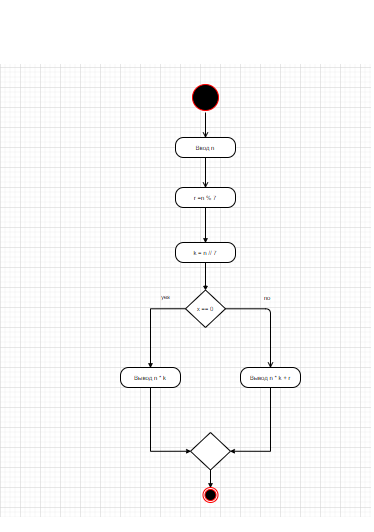 Ввод n
r =n % 7
k = n // 7
yes
no
x == 0
Вывод n * k
Вывод n * k + r